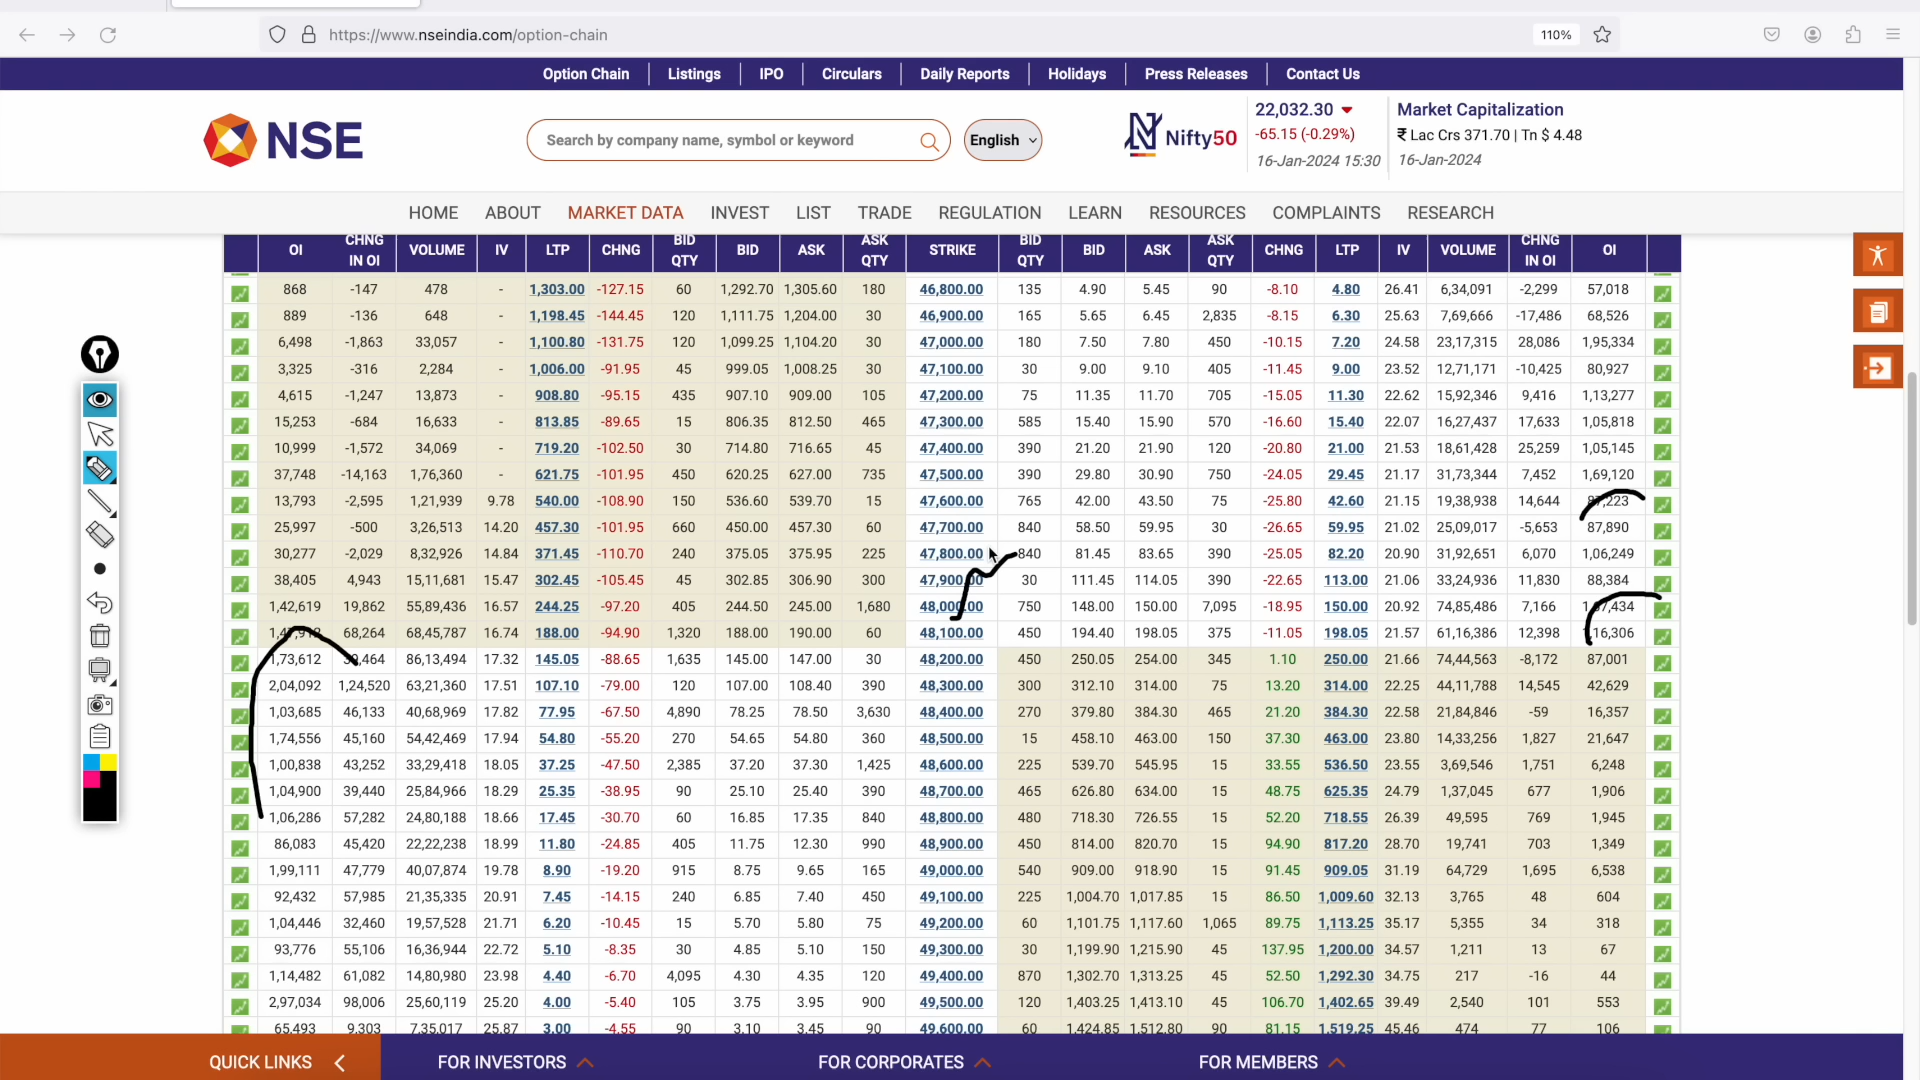 https://www.nseindia.com/option-chain
110%
Option Chain Listings IPO Circulars Daily Reports Holidays Press Releases Contact Us
NSE
Search by company name, symbol or keyword
English
Nifty50
22,032.30
-65.15 (-0.29%)
16-Jan-2024 15:30
Market Capitalization
₹ Lac Crs 371.70 | Tn $ 4.48
16-Jan-2024
HOME ABOUT MARKET DATA INVEST LIST TRADE REGULATION LEARN RESOURCES COMPLAINTS RESEARCH
OI CHNG IN OI VOLUME IV LTP CHNG BID QTY BID ASK ASK QTY STRIKE BID QTY BID ASK ASK QTY CHNG LTP IV VOLUME CHNG IN OI OI
868 -147 478 - 1,303.00 -127.15 60 1,292.70 1,305.60 180 46,800.00 135 4.90 5.45 90 -8.10 4.80 26.41 6,34,091 -2,299 57,018
889 -136 648 - 1,198.45 -144.45 120 1,111.75 1,204.00 30 46,900.00 165 5.65 6.45 2,835 -8.15 6.30 25.63 7,69,666 -17,486 68,526
6,498 -1,863 33,057 - 1,100.80 -131.75 120 1,099.25 1,104.20 30 47,000.00 180 7.50 7.80 450 -10.15 7.20 24.58 23,17,315 28,086 1,95,334
3,325 -316 2,284 - 1,006.00 -91.95 45 999.05 1,008.25 30 47,100.00 30 9.00 9.10 405 -11.45 9.00 23.52 12,71,171 -10,425 80,927
4,615 -1,247 13,873 - 908.80 -95.15 435 907.10 909.00 105 47,200.00 75 11.35 11.70 705 -15.05 11.30 22.62 15,92,346 9,416 1,13,277
15,253 -684 16,633 - 813.85 -89.65 15 806.35 812.50 465 47,300.00 585 15.40 15.90 570 -16.60 15.40 22.07 16,27,437 17,633 1,05,818
10,999 -1,572 34,069 - 719.20 -102.50 30 714.80 716.65 45 47,400.00 390 21.20 21.90 120 -20.80 21.00 21.53 18,61,428 25,259 1,05,145
37,748 -14,163 1,76,360 - 621.75 -101.95 450 620.25 627.00 735 47,500.00 390 29.80 30.90 750 -24.05 29.45 21.17 31,73,344 7,452 1,69,120
13,793 -2,595 1,21,939 9.78 540.00 -108.90 150 536.60 539.70 15 47,600.00 765 42.00 43.50 75 -25.80 42.60 21.15 19,38,938 14,644
25,997 -500 3,26,513 14.20 457.30 -101.95 660 450.00 457.30 60 47,700.00 840 58.50 59.95 30 -26.65 59.95 21.02 25,09,017 -5,653 87,890
30,277 -2,029 8,32,926 14.84 371.45 -110.70 240 375.05 375.95 225 47,800.00 840 81.45 83.65 390 -25.05 82.20 20.90 31,92,651 6,070 1,06,249
38,405 4,943 15,11,681 15.47 302.45 -105.45 45 302.85 306.90 300 47,900.00 30 111.45 114.05 390 -22.65 113.00 21.06 33,24,936 11,830 88,384
1,42,619 19,862 55,89,436 16.57 244.25 -97.20 405 244.50 245.00 1,680 48,000.00 750 148.00 150.00 7,095 -18.95 150.00 20.92 74,85,486 7,166
68,264 68,45,787 16.74 188.00 -94.90 1,320 188.00 190.00 60 48,100.00 450 194.40 198.05 375 -11.05 198.05 21.57 61,16,386 12,398
1,73,612 86,13,494 17.32 145.05 -88.65 1,635 145.00 147.00 30 48,200.00 450 250.05 254.00 345 1.10 250.00 21.66 74,44,563 -8,172 87,001
2,04,092 1,24,520 63,21,360 17.51 107.10 -79.00 120 107.00 108.40 390 48,300.00 300 312.10 314.00 75 13.20 314.00 22.25 44,11,788 14,545 42,629
1,03,685 46,133 40,68,969 17.82 77.95 -67.50 4,890 78.25 78.50 3,630 48,400.00 270 379.80 384.30 465 21.20 384.30 22.58 21,84,846 -59 16,357
1,74,556 45,160 54,42,469 17.94 54.80 -55.20 270 54.65 54.80 360 48,500.00 15 458.10 463.00 150 37.30 463.00 23.80 14,33,256 1,827 21,647
1,00,838 43,252 33,29,418 18.05 37.25 -47.50 2,385 37.20 37.30 1,425 48,600.00 225 539.70 545.95 15 33.55 536.50 23.55 3,69,546 1,751 6,248
1,04,900 39,440 25,84,966 18.29 25.35 -38.95 90 25.10 25.40 390 48,700.00 465 626.80 634.00 15 48.75 625.35 24.79 1,37,045 677 1,906
1,06,286 57,282 24,80,188 18.66 17.45 -30.70 60 16.85 17.35 840 48,800.00 480 718.30 726.55 15 52.20 718.55 26.39 49,595 769 1,945
86,083 45,420 22,22,238 18.99 11.80 -24.85 405 11.75 12.30 990 48,900.00 450 814.00 820.70 15 94.90 817.20 28.70 19,741 703 1,349
1,99,111 47,779 40,07,874 19.78 8.90 -19.20 915 8.75 9.65 165 49,000.00 540 909.00 918.90 15 91.45 909.05 31.19 64,729 1,695 6,538
92,432 57,985 21,35,335 20.91 7.45 -14.15 240 6.85 7.40 450 49,100.00 225 1,004.70 1,017.85 15 86.50 1,009.60 32.13 3,765 48 604
1,04,446 32,460 19,57,528 21.71 6.20 -10.45 15 5.70 5.80 75 49,200.00 60 1,101.75 1,117.60 1,065 89.75 1,113.25 35.17 5,355 34 318
93,776 55,106 16,36,944 22.72 5.10 -8.35 30 4.85 5.10 150 49,300.00 30 1,199.90 1,215.90 45 137.95 1,200.00 34.57 1,211 13 67
1,14,482 61,082 14,80,980 23.98 4.40 -6.70 4,095 4.30 4.35 120 49,400.00 870 1,302.70 1,313.25 45 52.50 1,292.30 34.75 217 -16 44
2,97,034 98,006 25,60,119 25.20 4.00 -5.40 105 3.75 3.95 900 49,500.00 120 1,403.25 1,413.10 45 106.70 1,402.65 39.49 2,540 101 553
65,493 9,303 7,35,017 25.87 3.00 -4.55 90 3.10 3.45 90 49,600.00 60 1,424.85 1,512.80 90 81.15 1,519.25 45.46 474 77 106
QUICK LINKS FOR INVESTORS FOR CORPORATES FOR MEMBERS